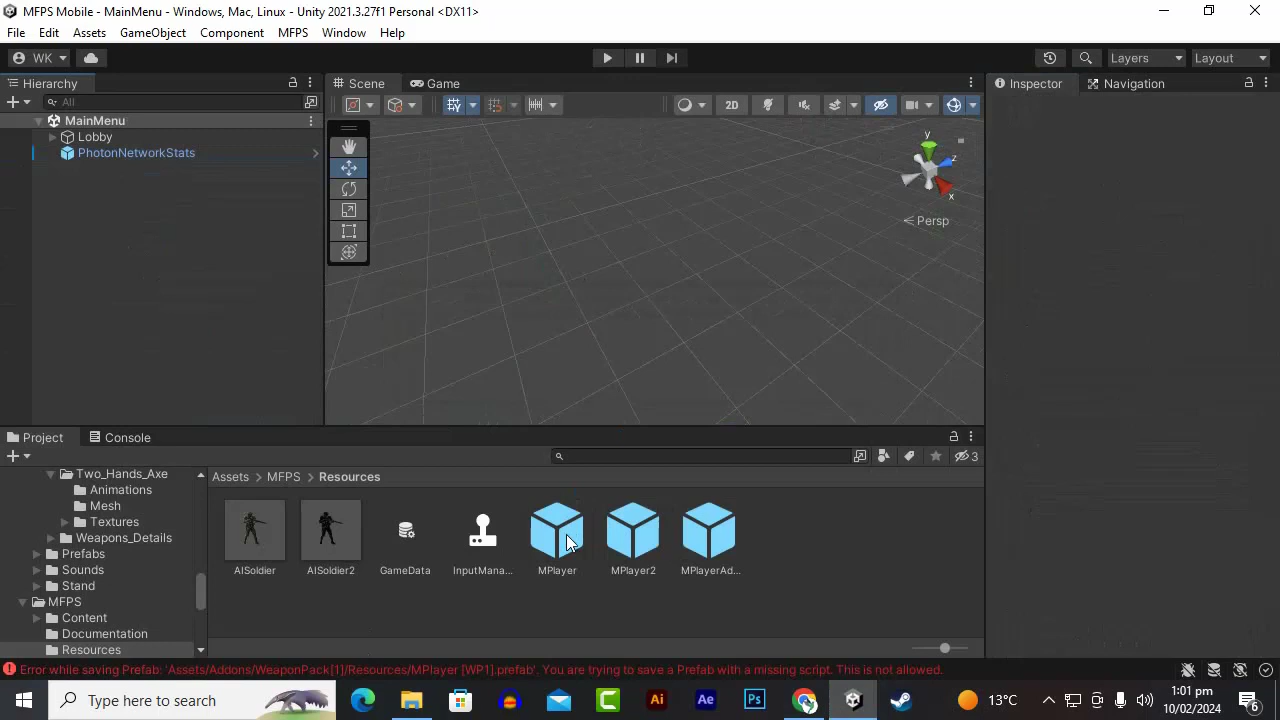 MFPS Mobile - MainMenu - Windows, Mac, Linux - Unity 2021.3.27f1 Personal <DX11>
File Edit Assets GameObject Component MFPS Window Help
WK Layers Layout
Hierarchy Scene Game Inspector Navigation
All 2D
MainMenu
Lobby
PhotonNetworkStats
y
z
x
Persp
Project Console
3
Two_Hands_Axe
Animations
Mesh
Textures
Weapons_Details
Prefabs
Sounds
Stand
MFPS
Content
Documentation
Resources
Assets > MFPS > Resources
AISoldier AISoldier2 GameData InputMana... MPlayer MPlayer2 MPlayerAd...
Error while saving Prefab: 'Assets/Addons/WeaponPack[1]/Resources/MPlayer [WP1].prefab'. You are trying to save a Prefab with a missing script. This is not allowed.
Type here to search
Ai Ae Ps
13°C
1:01 pm
10/02/2024
6